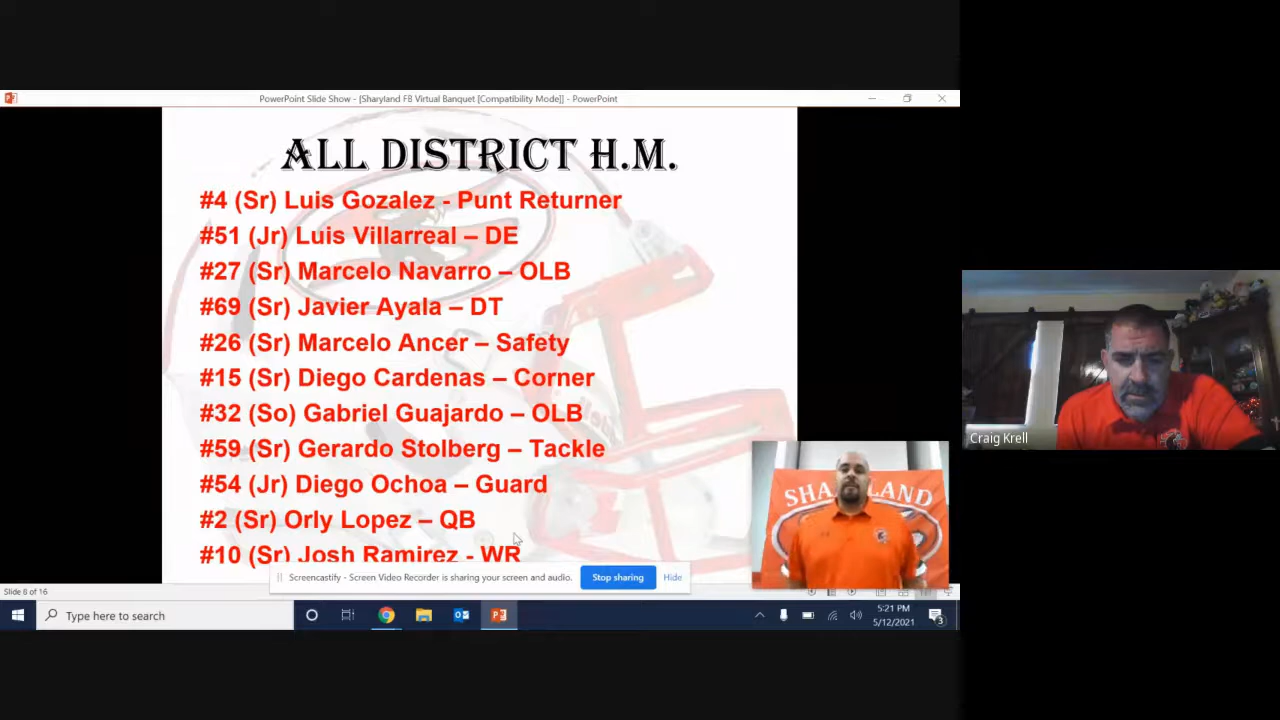 PowerPoint Slide Show - [Sharyland FB Virtual Banquet [Compatibility Mode]] - PowerPoint
ALL DISTRICT H.M.
#4 (Sr) Luis Gozalez - Punt Returner
#51 (Jr) Luis Villarreal – DE
#27 (Sr) Marcelo Navarro – OLB
#69 (Sr) Javier Ayala – DT
#26 (Sr) Marcelo Ancer – Safety
#15 (Sr) Diego Cardenas – Corner
#32 (So) Gabriel Guajardo – OLB
#59 (Sr) Gerardo Stolberg – Tackle
#54 (Jr) Diego Ochoa – Guard
#2 (Sr) Orly Lopez – QB
#10 (Sr) Josh Ramirez - WR
Craig Krell
SHARYLAND
Screencastify - Screen Video Recorder is sharing your screen and audio. Stop sharing Hide
Slide 8 of 16
Type here to search
5:21 PM
5/12/2021
3